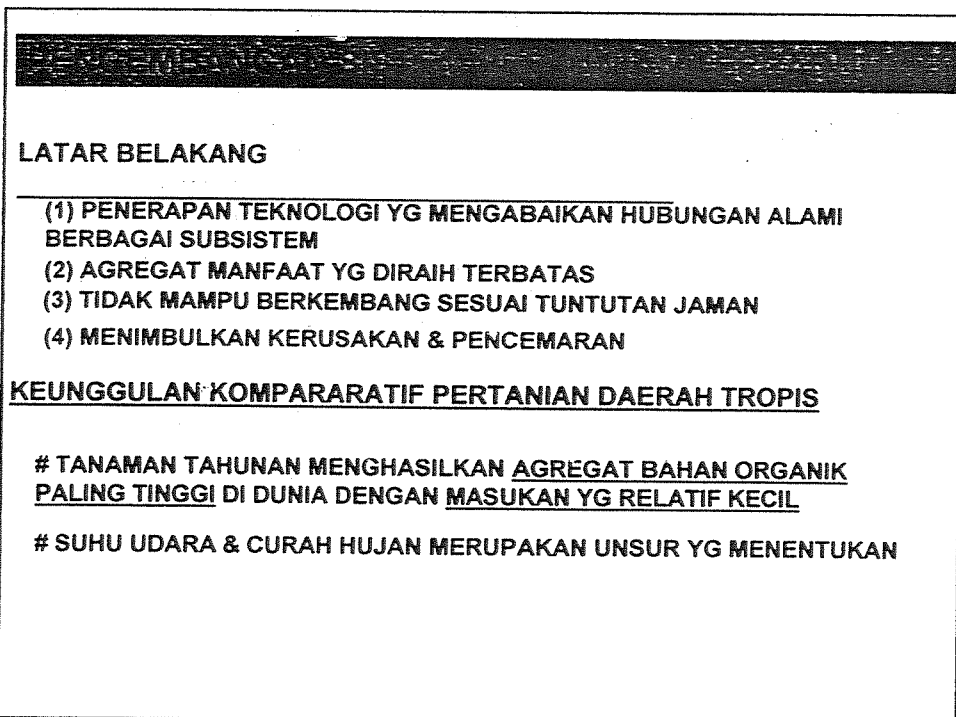 LATAR BELAKANG
(1) PENERAPAN TEKNOLOGI YG MENGABAIKAN HUBUNGAN ALAMI
BERBAGAI SUBSISTEM
(2) AGREGAT MANFAAT YG DIRAIH TERBATAS
(3) TIDAK MAMPU BERKEMBANG SESUAI TUNTUTAN JAMAN
(4) MENIMBULKAN KERUSAKAN & PENCEMARAN
KEUNGGULAN KOMPARARATIF PERTANIAN DAERAH TROPIS
# TANAMAN TAHUNAN MENGHASILKAN AGREGAT BAHAN ORGANIK
PALING TINGGI DI DUNIA DENGAN MASUKAN YG RELATIF KECIL
# SUHU UDARA & CURAH HUJAN MERUPAKAN UNSUR YG MENENTUKAN